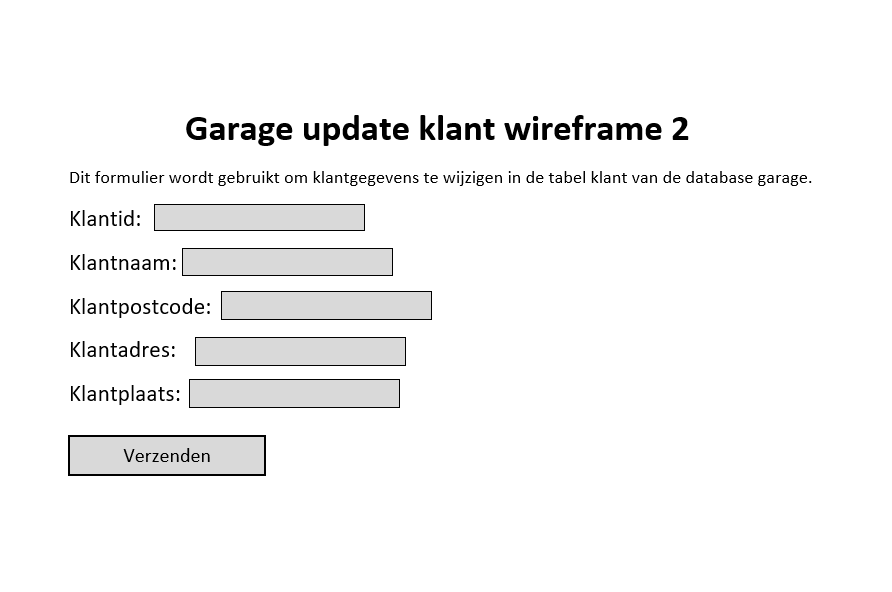 Garage update klant wireframe 2
Dit formulier wordt gebruikt om klantgegevens te wijzigen in de tabel klant van de database garage.
Klantid:
Klantnaam:
Klantpostcode:
Klantadres:
Klantplaats:
Verzenden